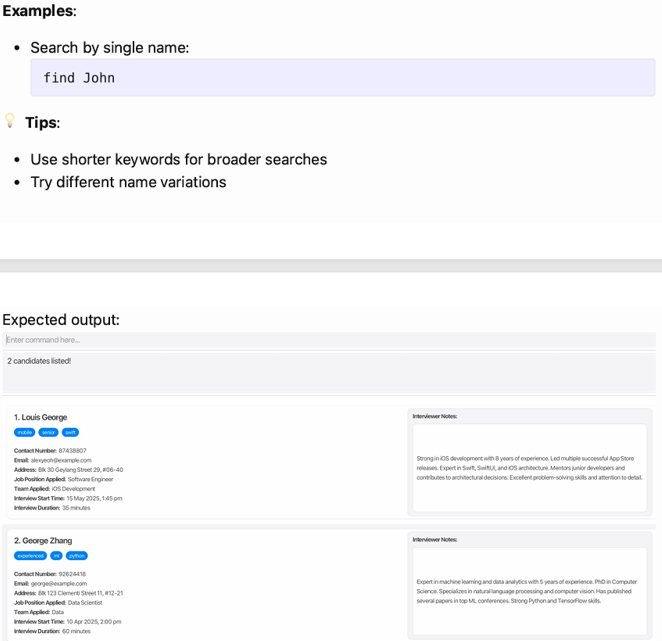 Examples:
• Search by single name:
find John
💡 Tips:
• Use shorter keywords for broader searches
• Try different name variations
Expected output:
Enter command here...
2 candidates listed!
1. Louis George
mobile senior swift
Contact Number: 87438807
Email: alexyeoh@example.com
Address: Blk 30 Geylang Street 29, #06-40
Job Position Applied: Software Engineer
Team Applied: iOS Development
Interview Start Time: 15 May 2025, 1:45 pm
Interview Duration: 35 minutes
Interviewer Notes:
Strong in iOS development with 8 years of experience. Led multiple successful App Store
releases. Expert in Swift, SwiftUI, and iOS architecture. Mentors junior developers and
contributes to architectural decisions. Excellent problem-solving skills and attention to detail.
2. George Zhang
experienced ml python
Contact Number: 92624418
Email: george@example.com
Address: Blk 123 Clementi Street 11, #12-21
Job Position Applied: Data Scientist
Team Applied: Data
Interview Start Time: 10 Apr 2025, 2:00 pm
Interview Duration: 60 minutes
Interviewer Notes:
Expert in machine learning and data analytics with 5 years of experience. PhD in Computer
Science. Specializes in natural language processing and computer vision. Has published
several papers in top ML conferences. Strong Python and TensorFlow skills.